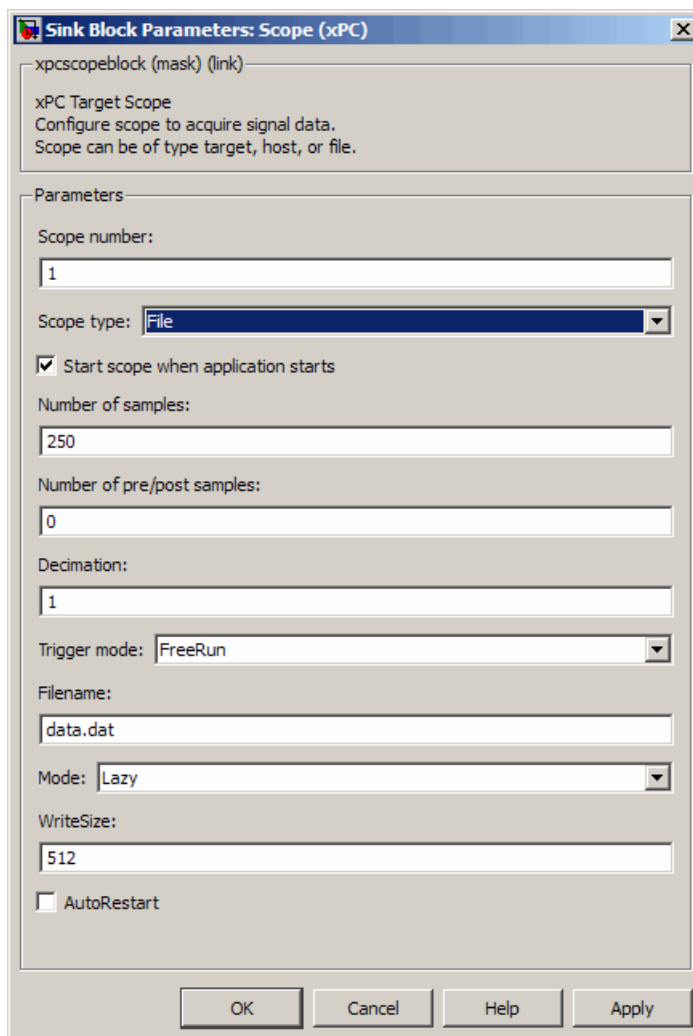 Sink Block Parameters: Scope (xPC)
xpcscopeblock (mask) (link)
xPC Target Scope
Configure scope to acquire signal data.
Scope can be of type target, host, or file.
Parameters
Scope number:
1
Scope type: File
Start scope when application starts
Number of samples:
250
Number of pre/post samples:
0
Decimation:
1
Trigger mode: FreeRun
Filename:
data.dat
Mode: Lazy
WriteSize:
512
AutoRestart
OK Cancel Help Apply